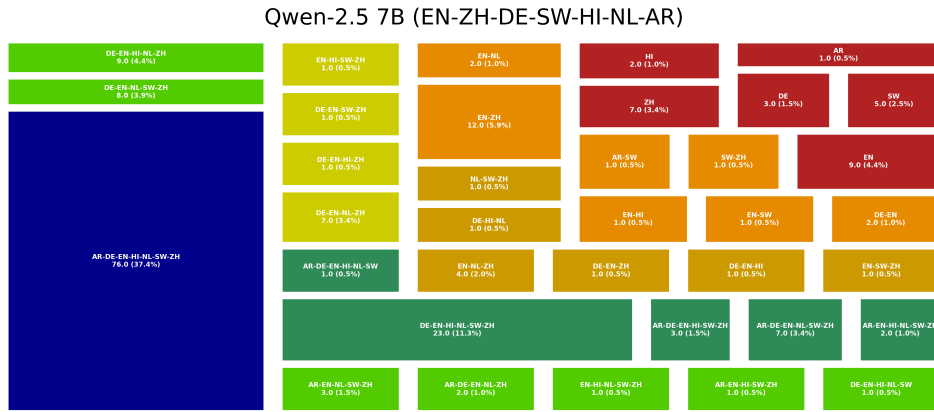 Qwen-2.5 7B (EN-ZH-DE-SW-HI-NL-AR)
DE-EN-HI-NL-ZH
9.0 (4.4%)
DE-EN-NL-SW-ZH
8.0 (3.9%)
AR-DE-EN-HI-NL-SW-ZH
76.0 (37.4%)
EN-HI-SW-ZH
1.0 (0.5%)
DE-EN-SW-ZH
1.0 (0.5%)
DE-EN-HI-ZH
1.0 (0.5%)
DE-EN-NL-ZH
7.0 (3.4%)
AR-DE-EN-HI-NL-SW
1.0 (0.5%)
EN-NL
2.0 (1.0%)
EN-ZH
12.0 (5.9%)
NL-SW-ZH
1.0 (0.5%)
DE-HI-NL
1.0 (0.5%)
HI
2.0 (1.0%)
ZH
7.0 (3.4%)
AR
1.0 (0.5%)
DE
3.0 (1.5%)
SW
5.0 (2.5%)
AR-SW
1.0 (0.5%)
SW-ZH
1.0 (0.5%)
EN
9.0 (4.4%)
EN-HI
1.0 (0.5%)
EN-SW
1.0 (0.5%)
DE-EN
2.0 (1.0%)
EN-NL-ZH
4.0 (2.0%)
DE-EN-ZH
1.0 (0.5%)
DE-EN-HI
1.0 (0.5%)
EN-SW-ZH
1.0 (0.5%)
DE-EN-HI-NL-SW-ZH
23.0 (11.3%)
AR-DE-EN-HI-SW-ZH
3.0 (1.5%)
AR-DE-EN-NL-SW-ZH
7.0 (3.4%)
AR-EN-HI-NL-SW-ZH
2.0 (1.0%)
AR-EN-NL-SW-ZH
3.0 (1.5%)
AR-DE-EN-NL-ZH
2.0 (1.0%)
EN-HI-NL-SW-ZH
1.0 (0.5%)
AR-EN-HI-SW-ZH
1.0 (0.5%)
DE-EN-HI-NL-SW
1.0 (0.5%)